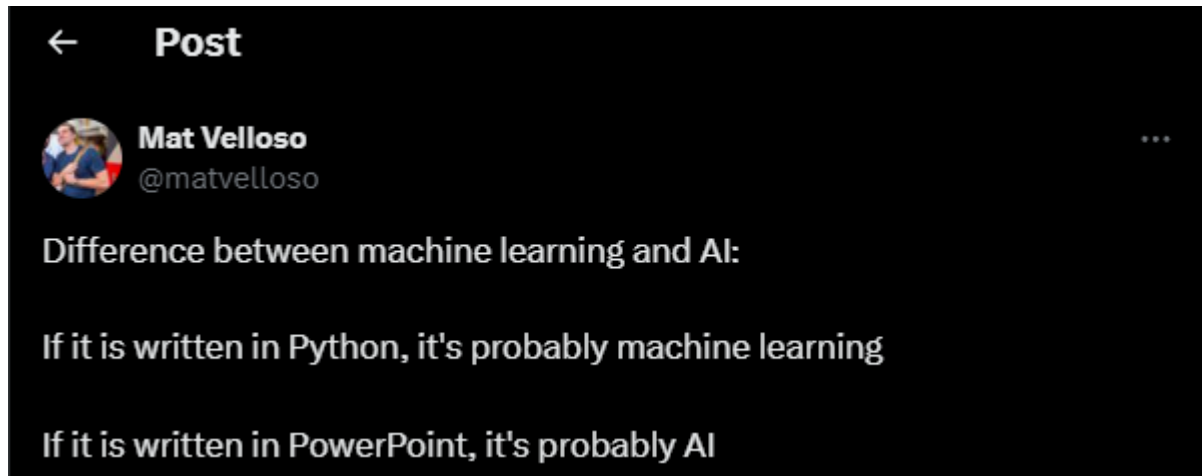 ← Post
Mat Velloso
@matvelloso
Difference between machine learning and AI:
If it is written in Python, it's probably machine learning
If it is written in PowerPoint, it's probably AI